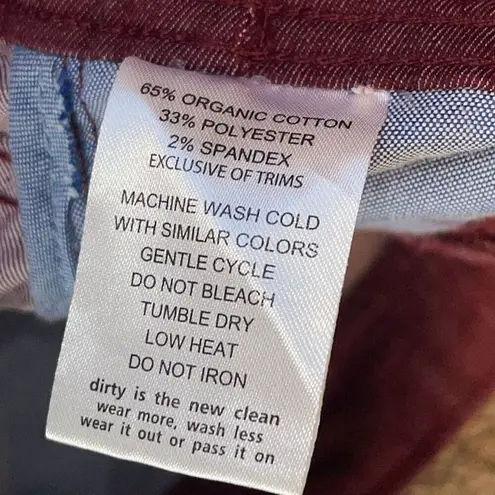 65% ORGANIC COTTON
33% POLYESTER
2% SPANDEX
EXCLUSIVE OF TRIMS
MACHINE WASH COLD
WITH SIMILAR COLORS
GENTLE CYCLE
DO NOT BLEACH
TUMBLE DRY
LOW HEAT
DO NOT IRON
dirty is the new clean
wear more, wash less
wear it out or pass it on